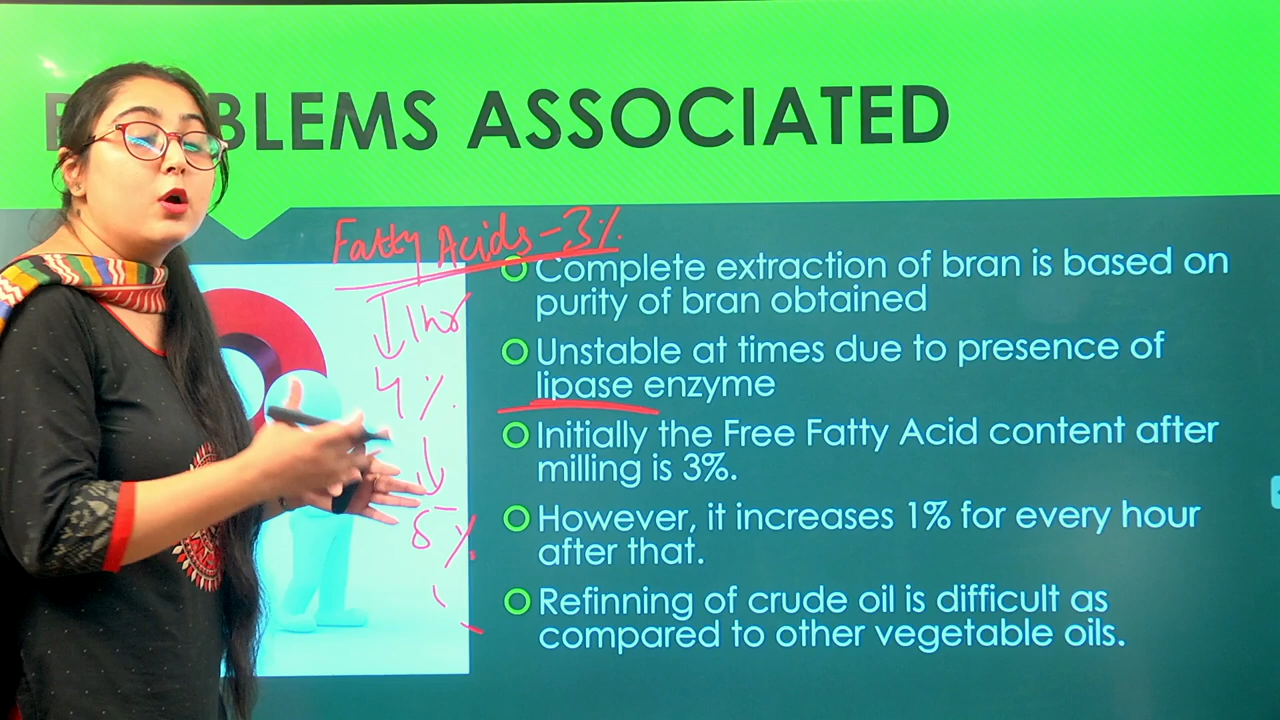 PROBLEMS ASSOCIATED
Fatty Acids - 3%
1hr
4%
5%
Complete extraction of bran is based on
purity of bran obtained
Unstable at times due to presence of
lipase enzyme
Initially the Free Fatty Acid content after
milling is 3%.
However, it increases 1% for every hour
after that.
Refinning of crude oil is difficult as
compared to other vegetable oils.